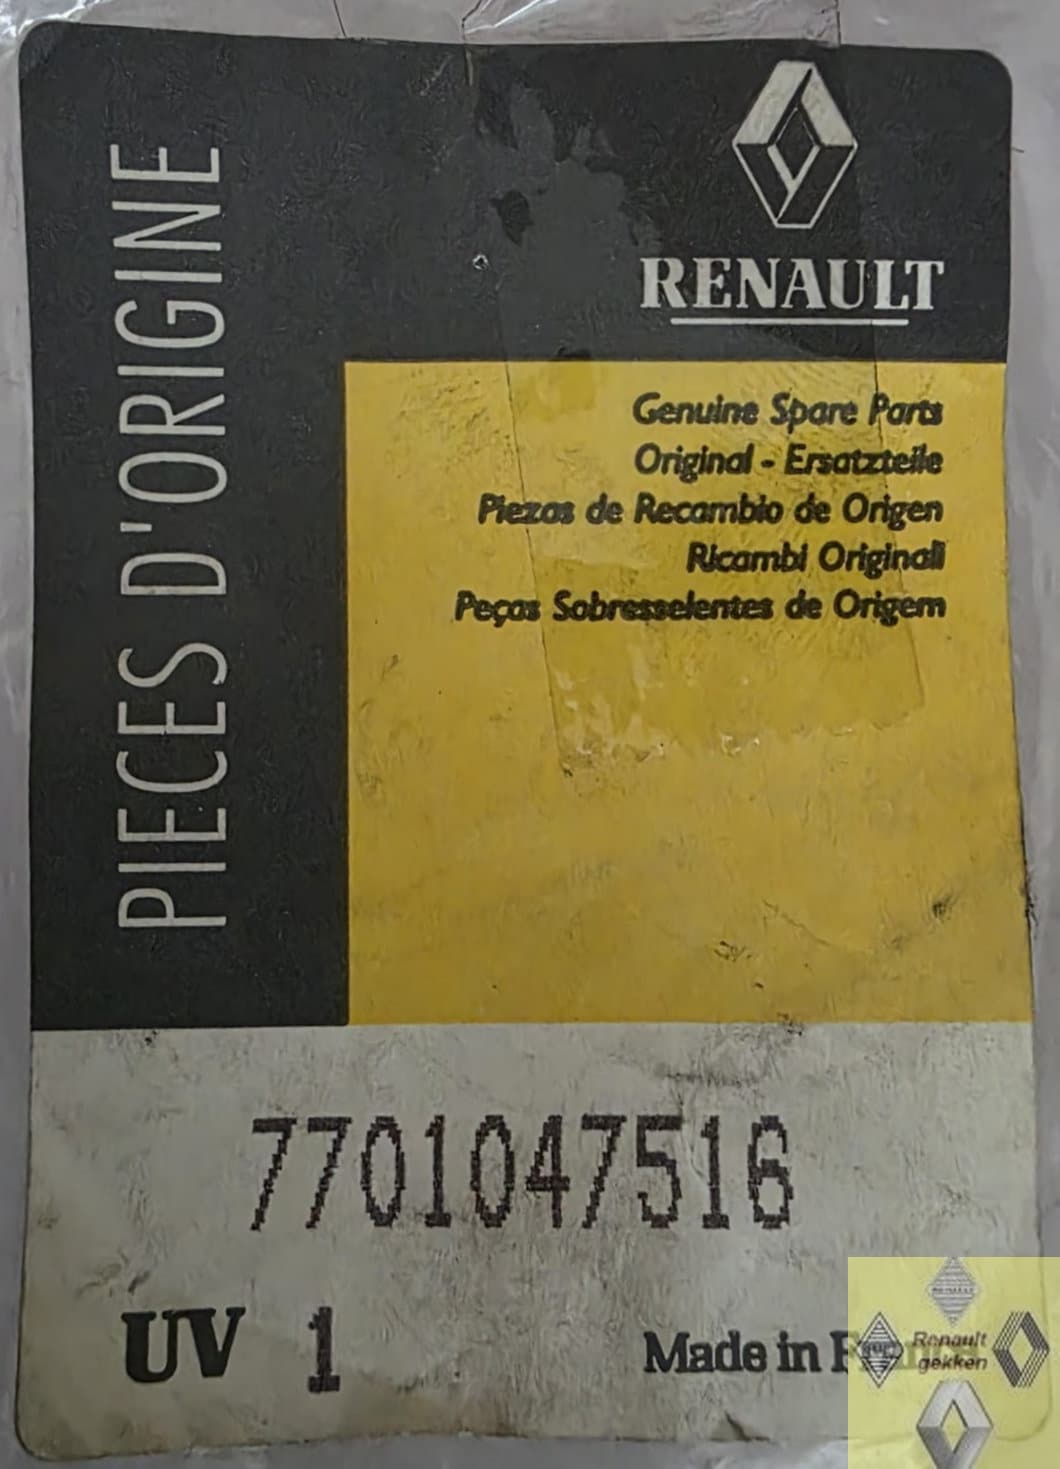 PIECES D'ORIGINE
RENAULT
Genuine Spare Parts
Original - Ersatzteile
Piezas de Recambio de Origen
Ricambi Originali
Peças Sobresselentes de Origem
7701047516
UV 1
Made in
Renault
gekken